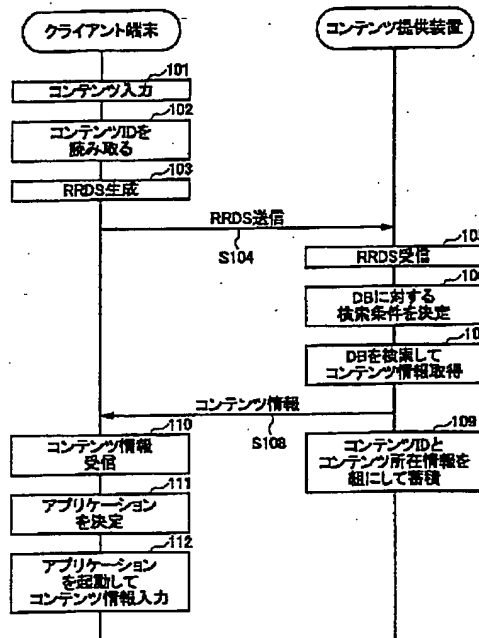 クライアント端末
コンテンツ提供装置
101
コンテンツ入力
102
コンテンツIDを
読み取る
103
RRDS生成
RRDS送信
S104
RRDS受信
DBに対する
検索条件を決定
DBを検索して
コンテンツ情報取得
コンテンツ情報
S108
109
コンテンツIDと
コンテンツ所在情報を
組にして蓄積
110
コンテンツ情報
受信
111
アプリケーション
を決定
112
アプリケーション
を起動して
コンテンツ情報入力